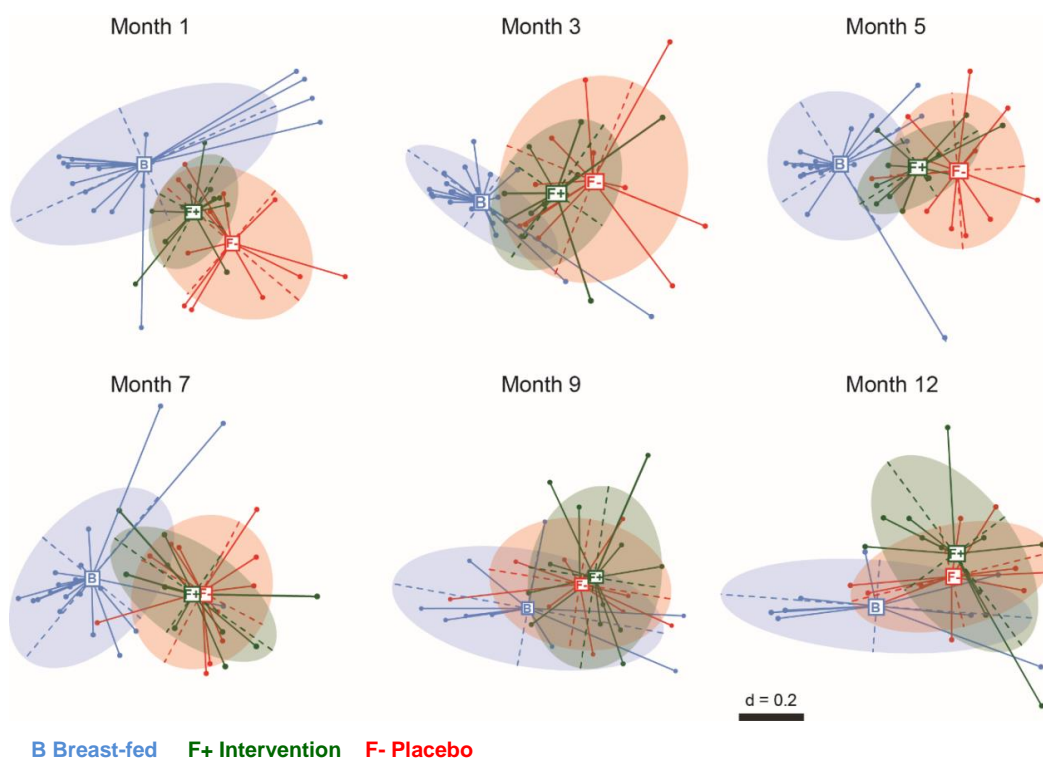 Month 1
Month 3
Month 5
B
F+
F-
B
F+
F-
B
F+
F-
Month 7
Month 9
Month 12
B
F+
F-
B
F-
F+
B
F+
F-
d = 0.2
B Breast-fed F+ Intervention F- Placebo